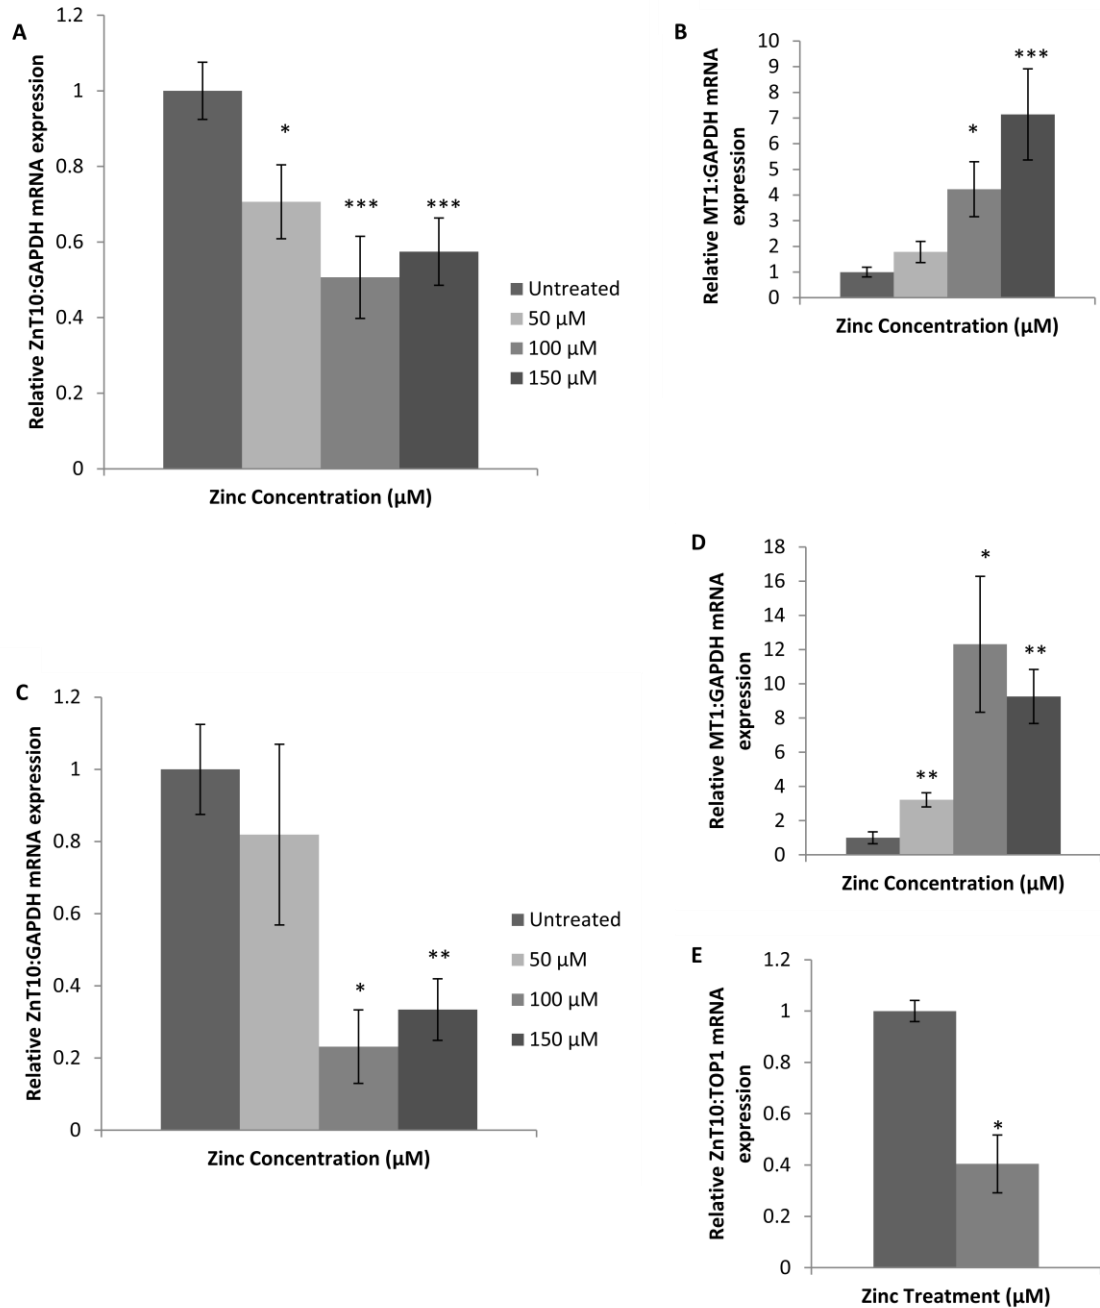 A
Relative ZnT10:GAPDH mRNA expression
1.2
1
0.8
0.6
0.4
0.2
0
*
***
***
Zinc Concentration (µM)
Untreated
50 µM
100 µM
150 µM
B
Relative MT1:GAPDH mRNA
expression
10
9
8
7
6
5
4
3
2
1
0
*
***
Zinc Concentration (µM)
C
Relative ZnT10:GAPDH mRNA expression
1.2
1
0.8
0.6
0.4
0.2
0
*
**
Zinc Concentration (µM)
Untreated
50 µM
100 µM
150 µM
D
Relative MT1:GAPDH mRNA
expression
18
16
14
12
10
8
6
4
2
0
**
*
**
Zinc Concentration (µM)
E
Relative ZnT10:TOP1 mRNA
expression
1.2
1
0.8
0.6
0.4
0.2
0
*
Zinc Treatment (µM)